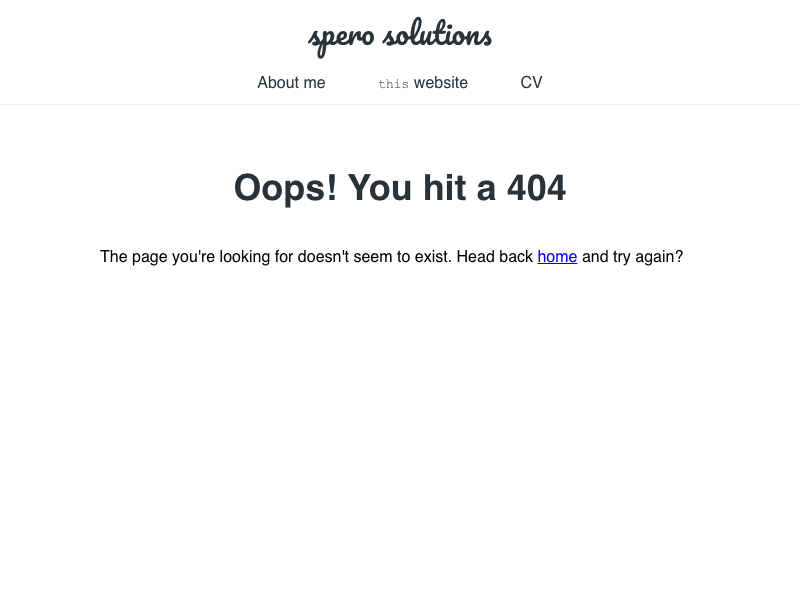 spero solutions
About me this website CV
Oops! You hit a 404
The page you're looking for doesn't seem to exist. Head back home and try again?